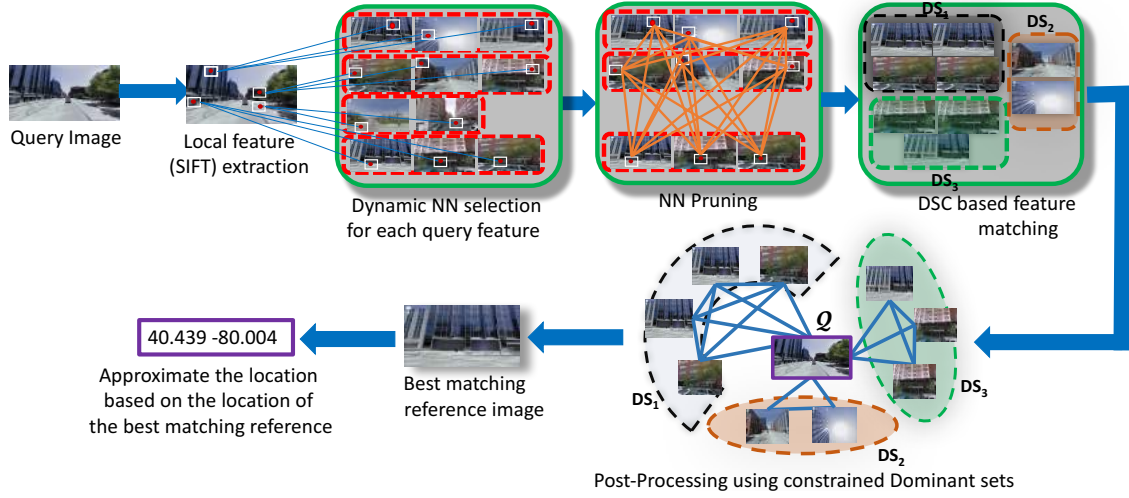 DS1
DS2
DS3
Query Image
Local feature
(SIFT) extraction
Dynamic NN selection
for each query feature
NN Pruning
DSC based feature
matching
Q
DS1
DS2
DS3
Post-Processing using constrained Dominant sets
Best matching
reference image
40.439 -80.004
Approximate the location
based on the location of
the best matching reference